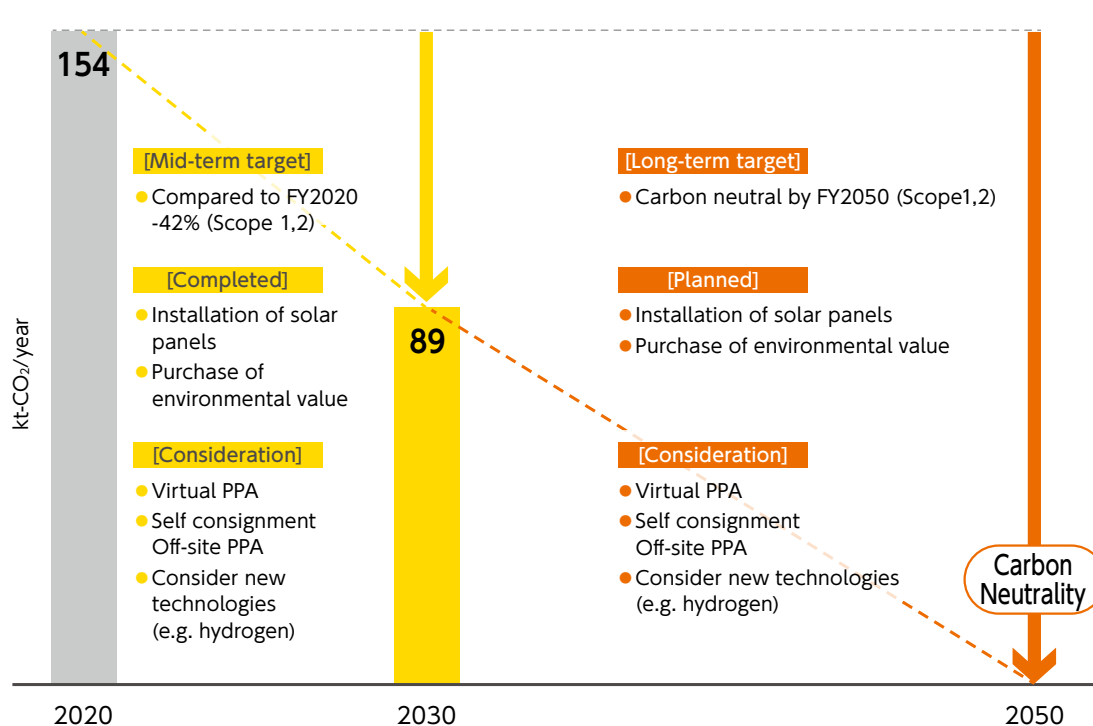 154
[Mid-term target]
Compared to FY2020
-42% (Scope 1,2)
[Completed]
Installation of solar
panels
Purchase of
environmental value
[Consideration]
Virtual PPA
Self consignment
Off-site PPA
Consider new
technologies
(e.g. hydrogen)
89
[Long-term target]
Carbon neutral by FY2050 (Scope1,2)
[Planned]
Installation of solar panels
Purchase of environmental value
[Consideration]
Virtual PPA
Self consignment
Off-site PPA
Consider new technologies
(e.g. hydrogen)
Carbon
Neutrality
kt-CO₂/year
2020
2030
2050